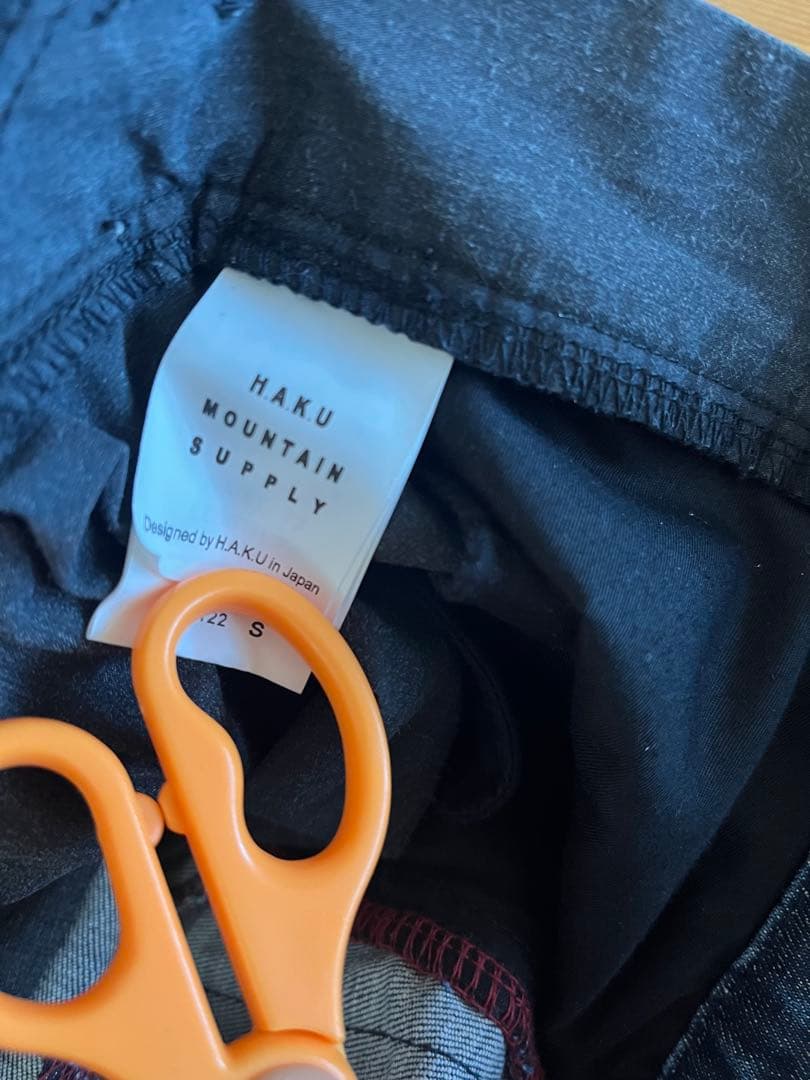 H.A.K.U
MOUNTAIN
SUPPLY
Designed by H.A.K.U in Japan
S